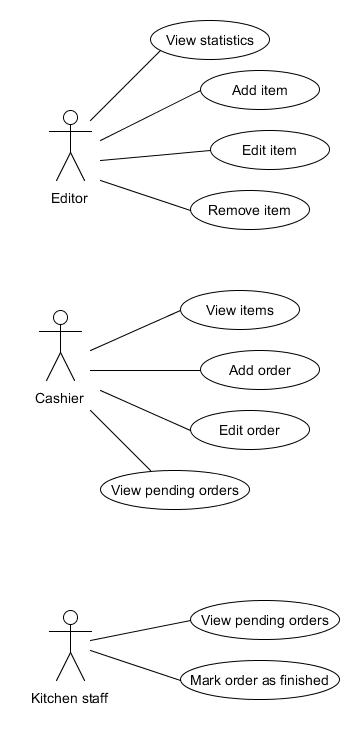 View statistics
Add item
Edit item
Editor
Remove item
View items
Add order
Cashier
Edit order
View pending orders
View pending orders
Mark order as finished
Kitchen staff